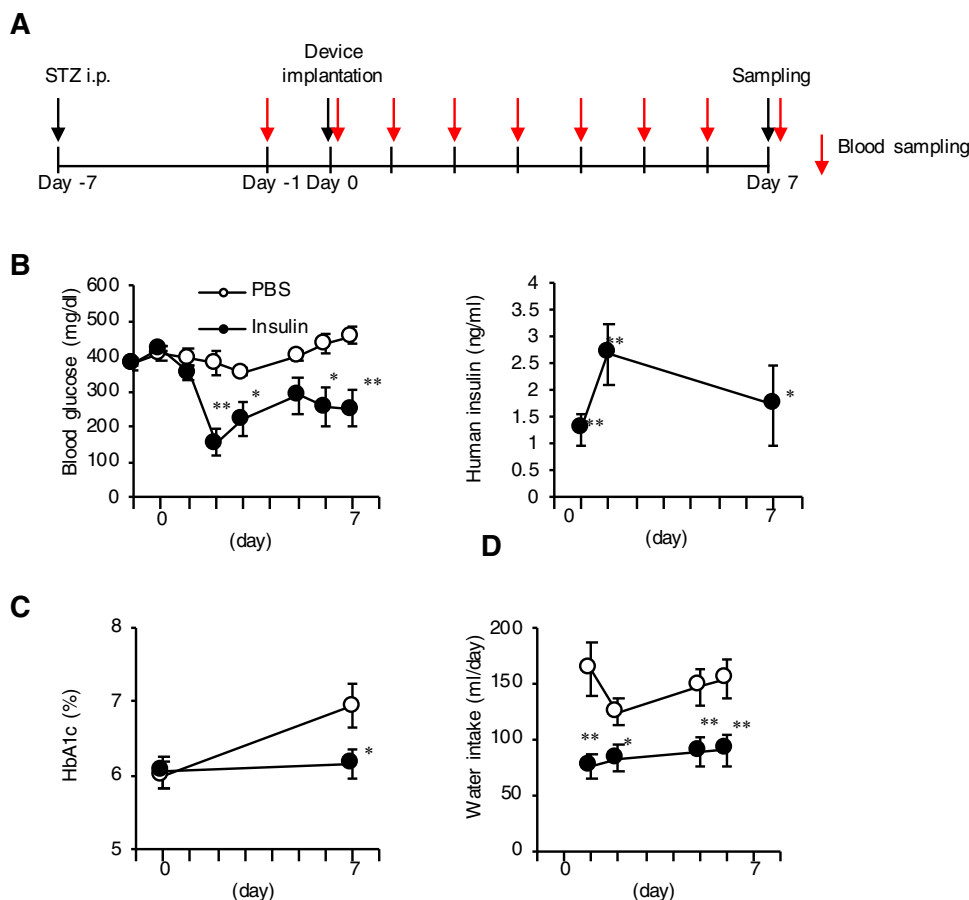 A
STZ i.p.
Device
implantation
Sampling
Blood sampling
Day -7
Day -1
Day 0
Day 7
B
Blood glucose (mg/dl)
600
500
400
300
200
100
0
PBS
Insulin
**
*
*
**
0
7
(day)
Human insulin (ng/ml)
4
3.5
3
2.5
2
1.5
1
0.5
0
**
**
*
0
7
(day)
C
HbA1c (%)
8
7
6
5
*
0
7
(day)
D
Water intake (ml/day)
200
150
100
50
0
**
*
**
**
0
7
(day)